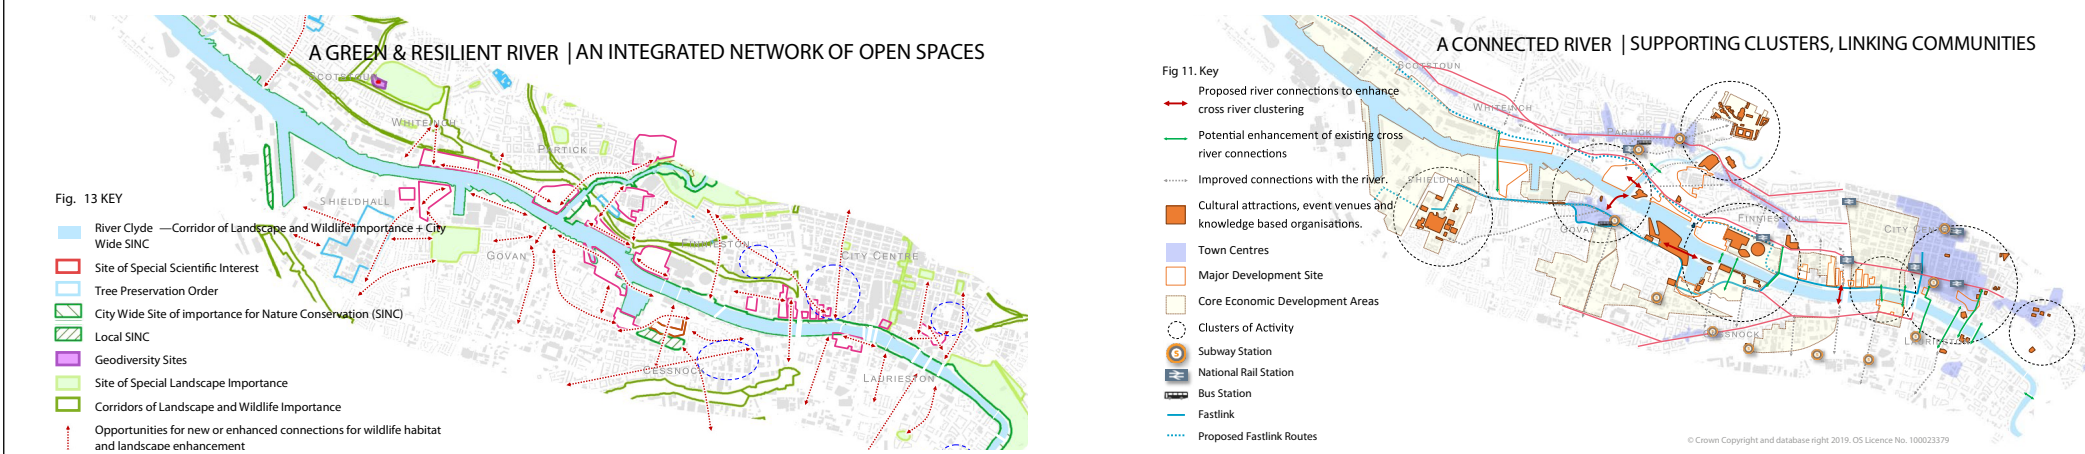 A GREEN & RESILIENT RIVER | AN INTEGRATED NETWORK OF OPEN SPACES
SCOTSTOUN
WHITEINCH
PARTICK
SHIELDHALL
GOVAN
FINNIESTON
CITY CENTRE
CESSNOCK
LAURIESTON
Fig. 13 KEY
River Clyde —Corridor of Landscape and Wildlife Importance + City
Wide SINC
Site of Special Scientific Interest
Tree Preservation Order
City Wide Site of importance for Nature Conservation (SINC)
Local SINC
Geodiversity Sites
Site of Special Landscape Importance
Corridors of Landscape and Wildlife Importance
Opportunities for new or enhanced connections for wildlife habitat
and landscape enhancement
A CONNECTED RIVER | SUPPORTING CLUSTERS, LINKING COMMUNITIES
Fig 11. Key
Proposed river connections to enhance
cross river clustering
Potential enhancement of existing cross
river connections
Improved connections with the river.
Cultural attractions, event venues and
knowledge based organisations.
Town Centres
Major Development Site
Core Economic Development Areas
Clusters of Activity
Subway Station
National Rail Station
Bus Station
Fastlink
Proposed Fastlink Routes
SCOTSTOUN
WHITEINCH
PARTICK
SHIELDHALL
GOVAN
FINNIESTON
© Crown Copyright and database right 2019. OS Licence No. 100023379